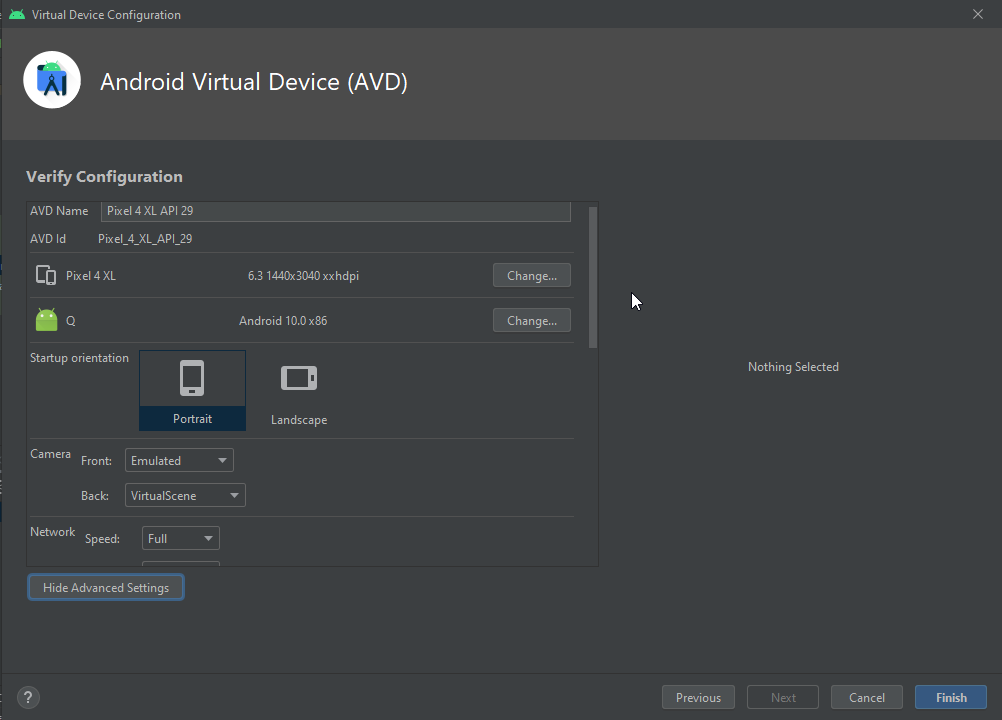 Virtual Device Configuration
Android Virtual Device (AVD)
Verify Configuration
AVD Name Pixel 4 XL API 29
AVD Id Pixel_4_XL_API_29
Pixel 4 XL 6.3 1440x3040 xxhdpi Change...
Q Android 10.0 x86 Change...
Startup orientation
Portrait Landscape
Camera Front: Emulated
Back: VirtualScene
Network Speed: Full
Nothing Selected
Hide Advanced Settings
? Previous Next Cancel Finish